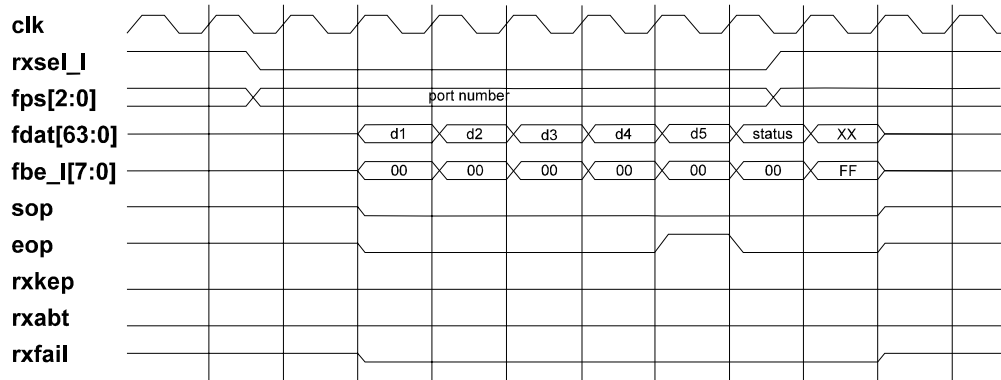 clk
rxsel_l
fps[2:0] port number
fdat[63:0] d1 d2 d3 d4 d5 status XX
fbe_l[7:0] 00 00 00 00 00 00 FF
sop
eop
rxkep
rxabt
rxfail